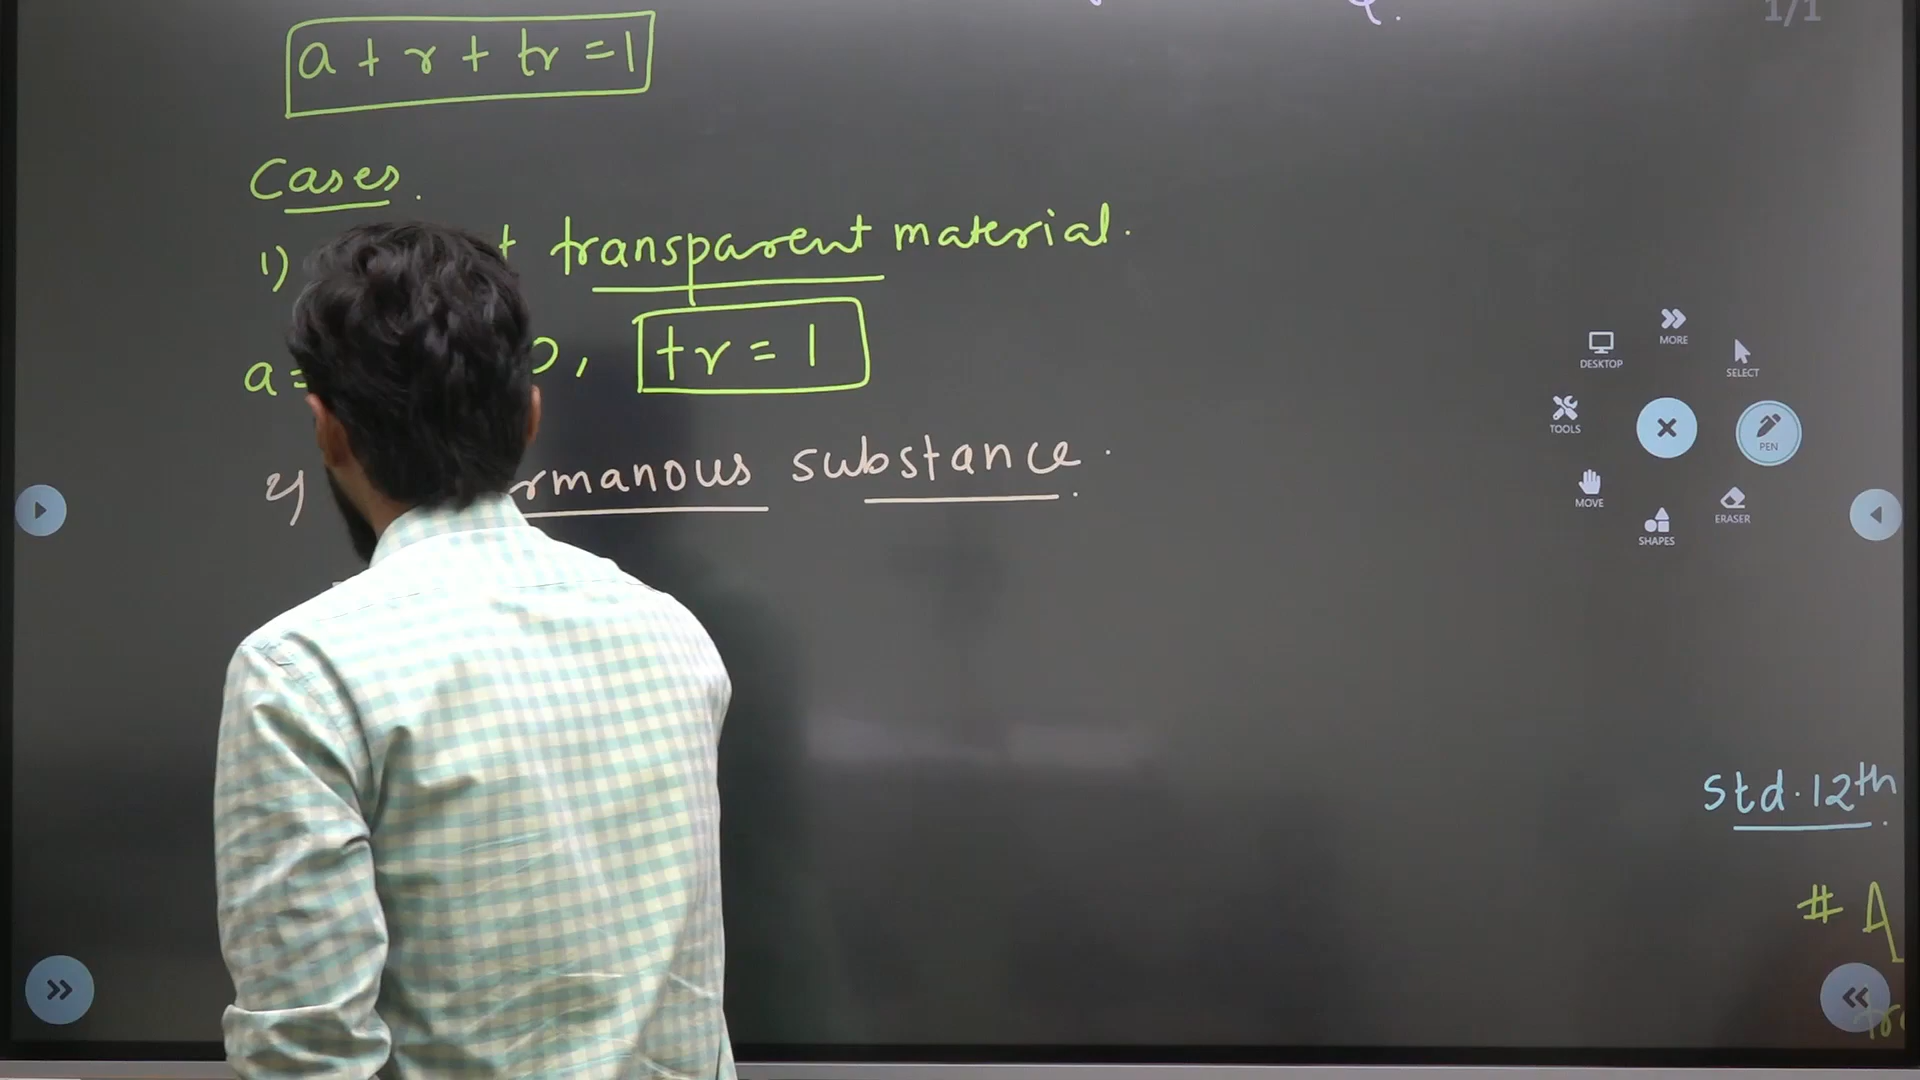 1/1
a + r + tr = 1
Cases.
1) transparent material.
a = 0, tr = 1
2) substance.
MORE
DESKTOP
SELECT
TOOLS
PEN
MOVE
ERASER
SHAPES
Std. 12th
# A